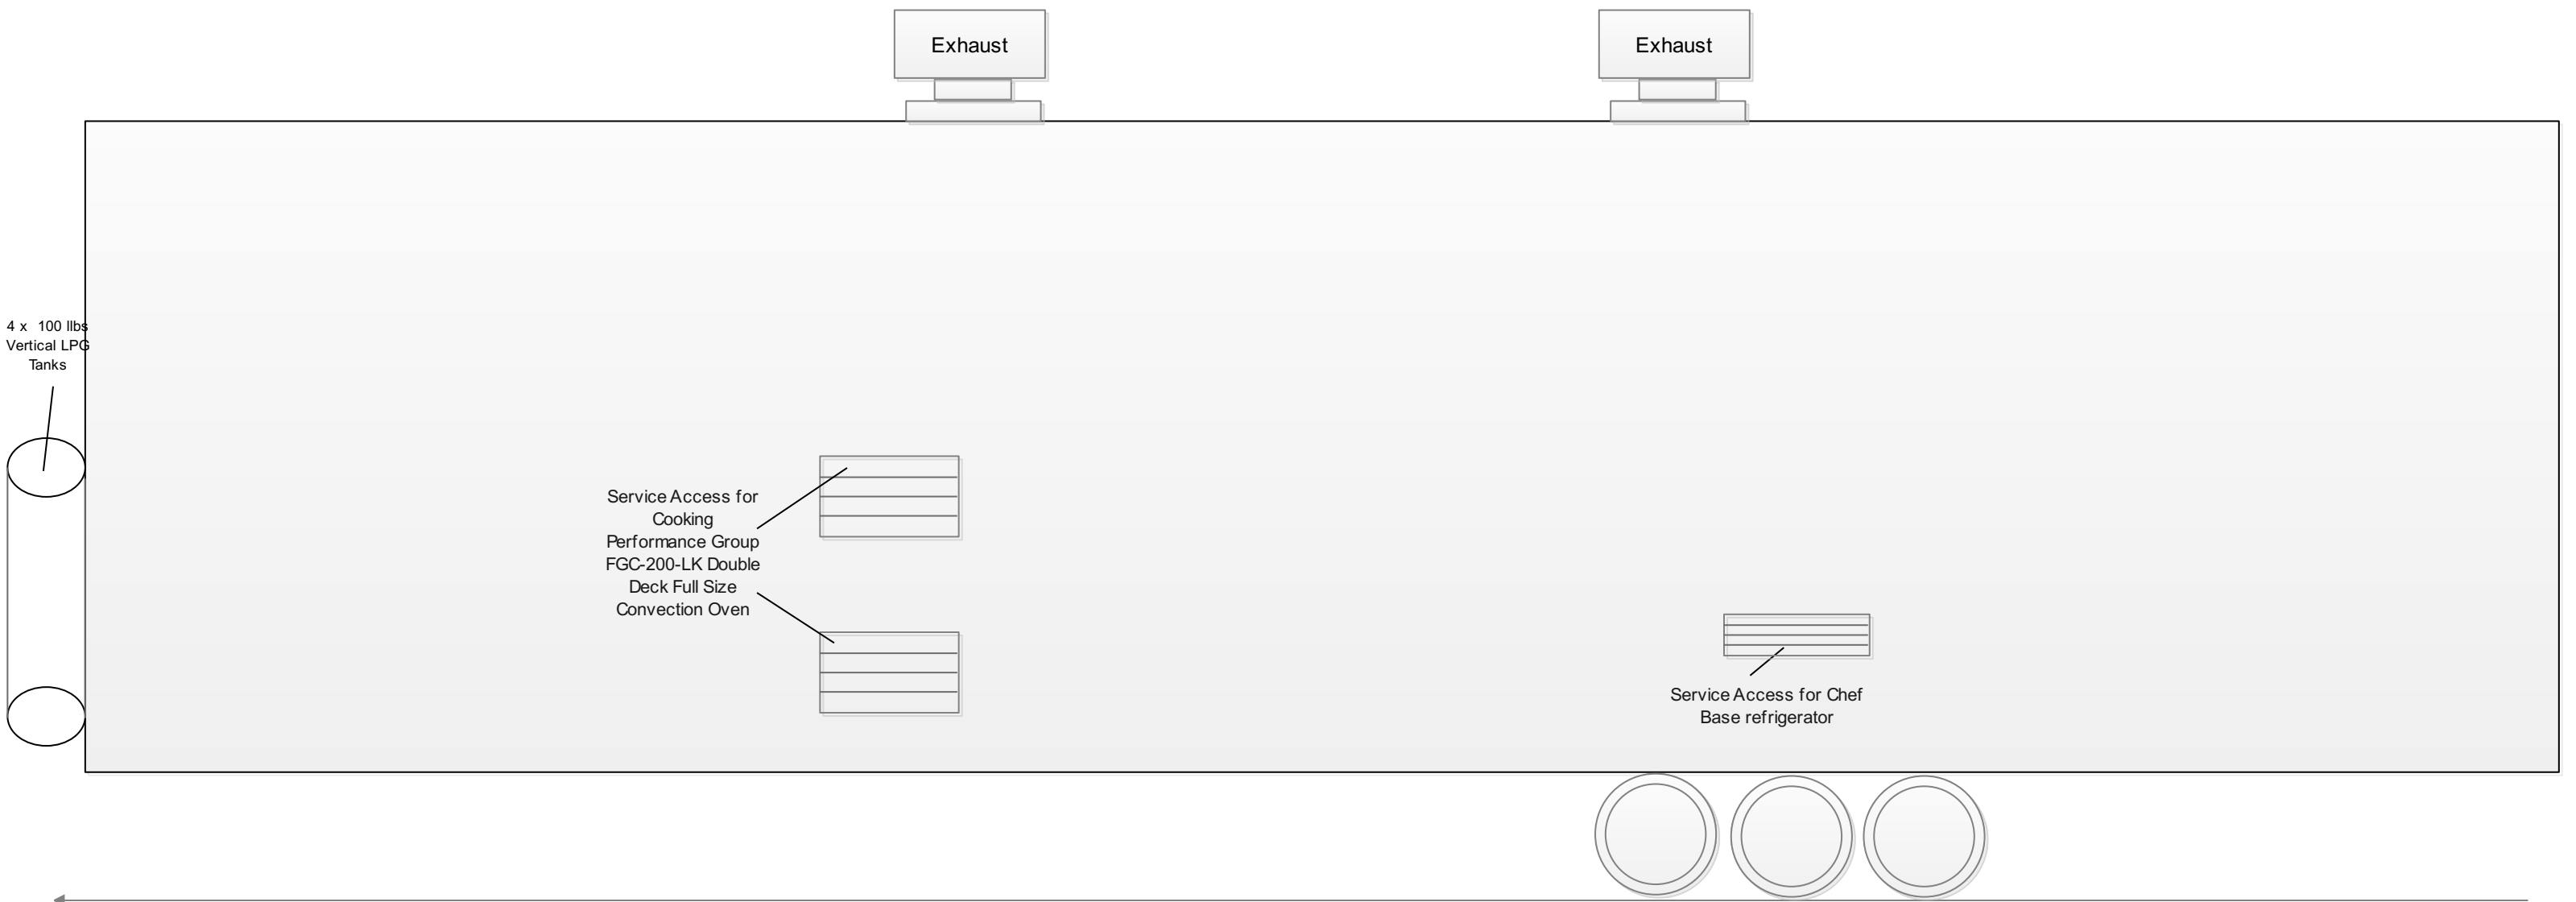 Exhaust
Exhaust
4 x 100 llbs
Vertical LPG
Tanks
Service Access for
Cooking
Performance Group
FGC-200-LK Double
Deck Full Size
Convection Oven
Service Access for Chef
Base refrigerator